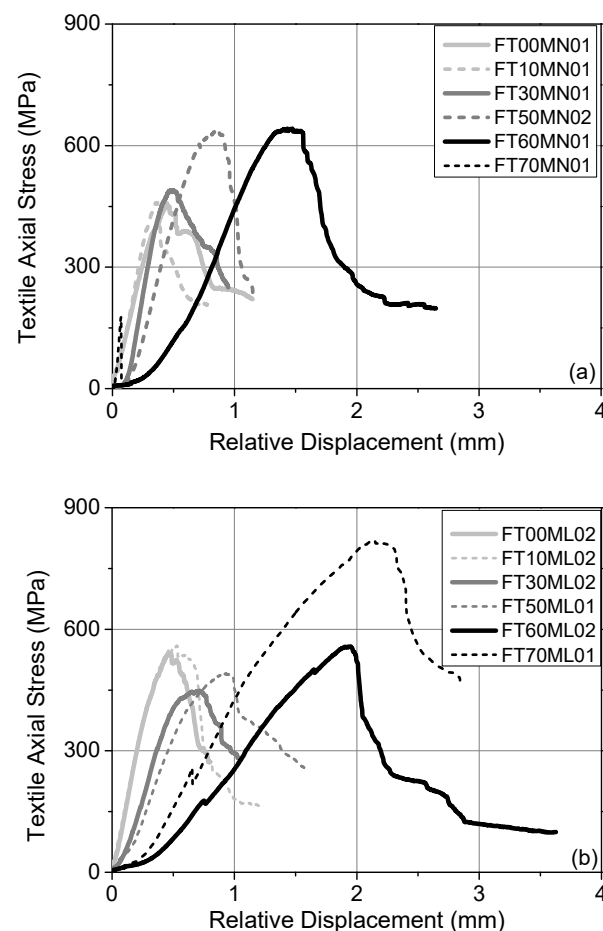 900
600
300
0
Textile Axial Stress (MPa)
FT00MN01
FT10MN01
FT30MN01
FT50MN02
FT60MN01
FT70MN01
(a)
0 1 2 3 4
Relative Displacement (mm)
900
600
300
0
Textile Axial Stress (MPa)
FT00ML02
FT10ML02
FT30ML02
FT50ML01
FT60ML02
FT70ML01
(b)
0 1 2 3 4
Relative Displacement (mm)